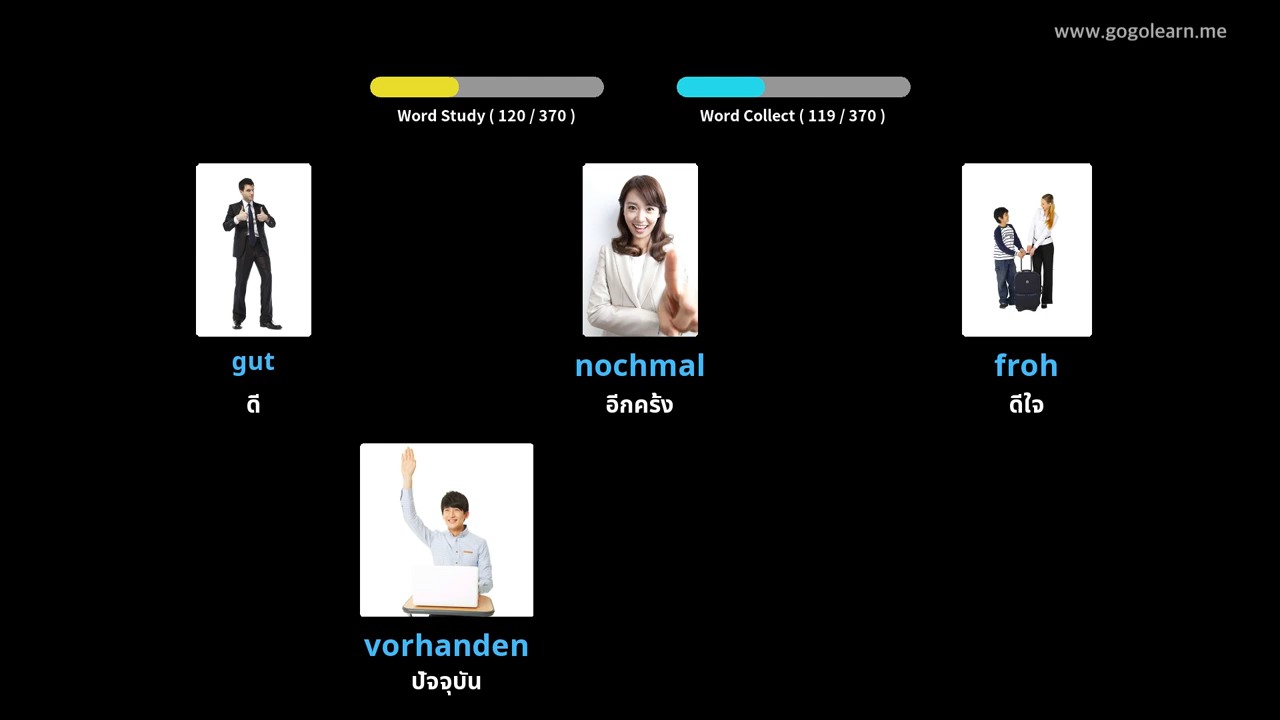 www.gogolearn.me
Word Study ( 120 / 370 )
Word Collect ( 119 / 370 )
gut
ดี
nochmal
อีกครั้ง
froh
ดีใจ
vorhanden
ปัจจุบัน